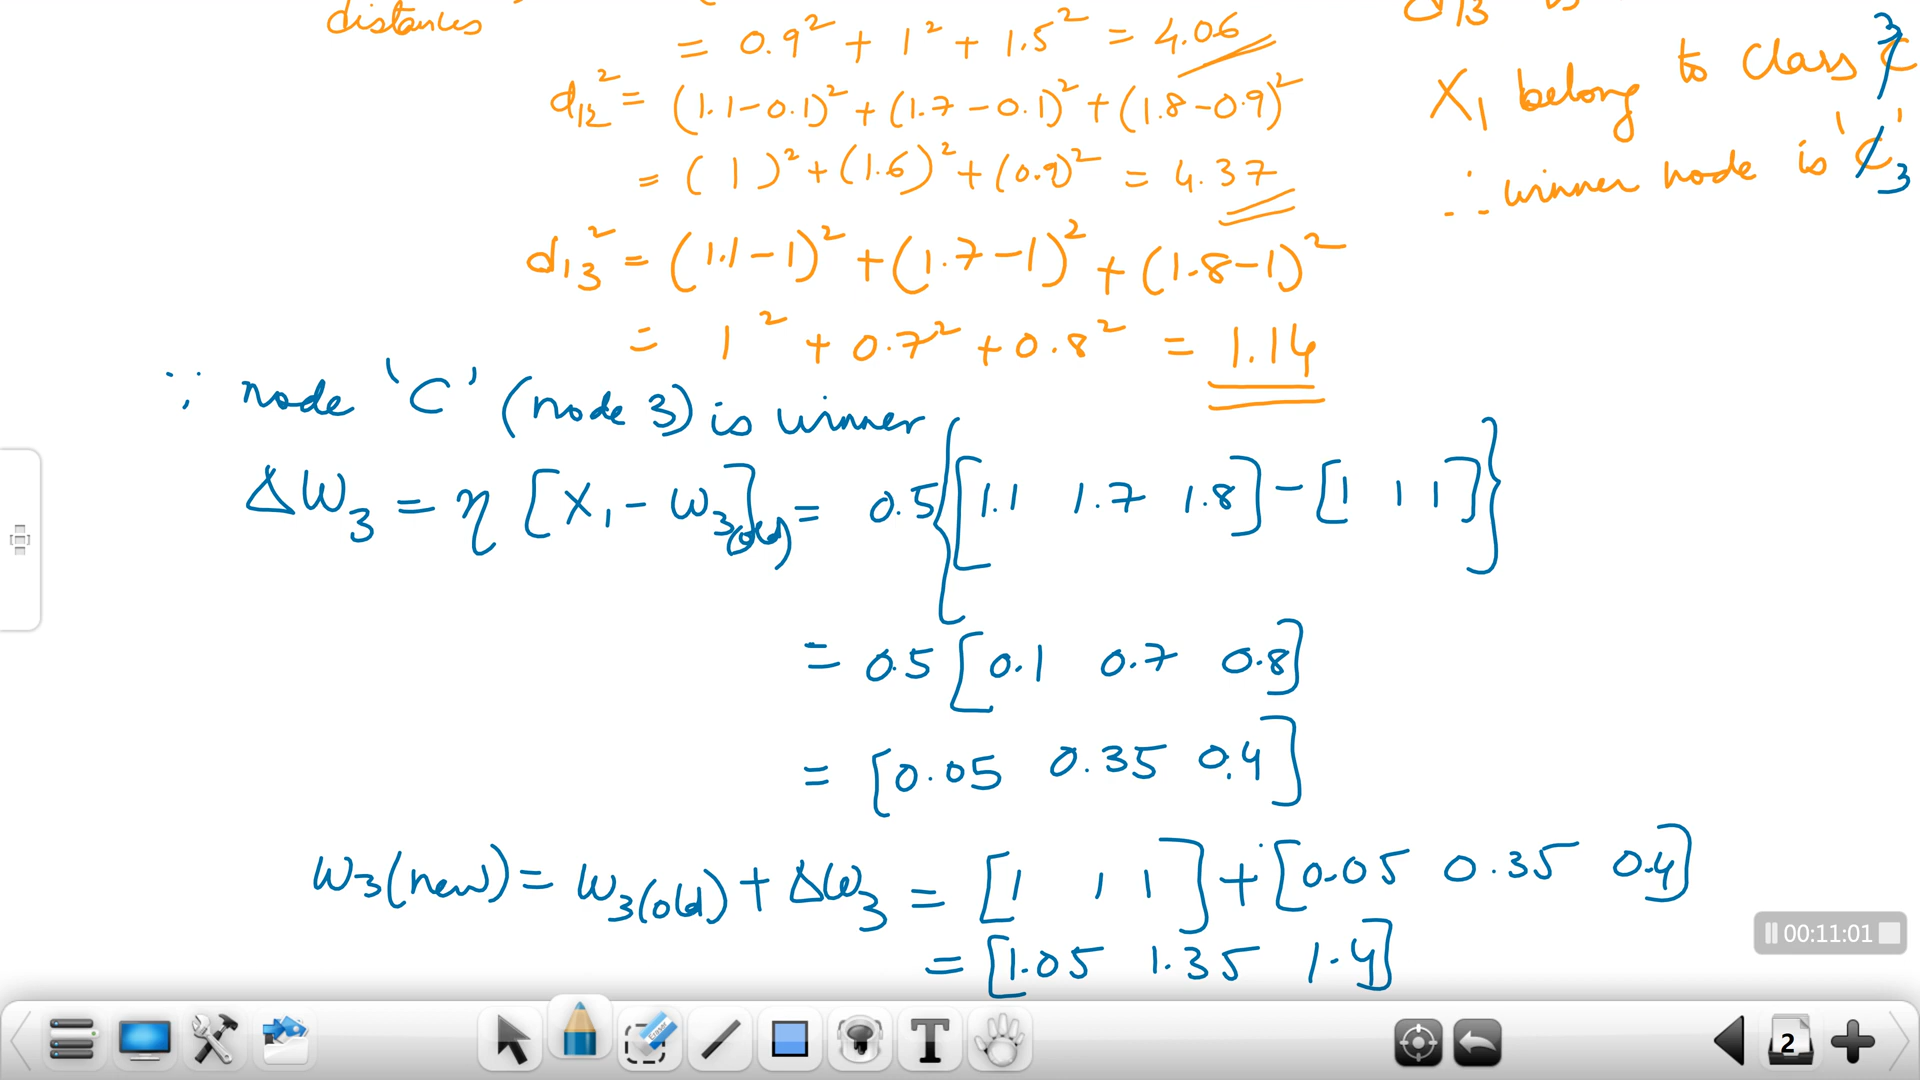 distances
= 0.9² + 1² + 1.5² = 4.06
d₁₂² = (1.1-0.1)² + (1.7-0.1)² + (1.8-0.9)²
= (1)² + (1.6)² + (0.9)² = 4.37
d₁₃² = (1.1-1)² + (1.7-1)² + (1.8-1)²
= 1² + 0.7² + 0.8² = 1.14
d₁₃
X₁ belong to class 3
∴ winner node is '3'
∵ node 'C' (node 3) is winner
ΔW₃ = η [X₁ - W₃(old)] = 0.5 {[1.1 1.7 1.8] - [1 1 1]}
= 0.5 [0.1 0.7 0.8]
= [0.05 0.35 0.4]
W₃(new) = W₃(old) + ΔW₃ = [1 1 1] + [0.05 0.35 0.4]
= [1.05 1.35 1.4]
00:11:01
Eraser
T
2